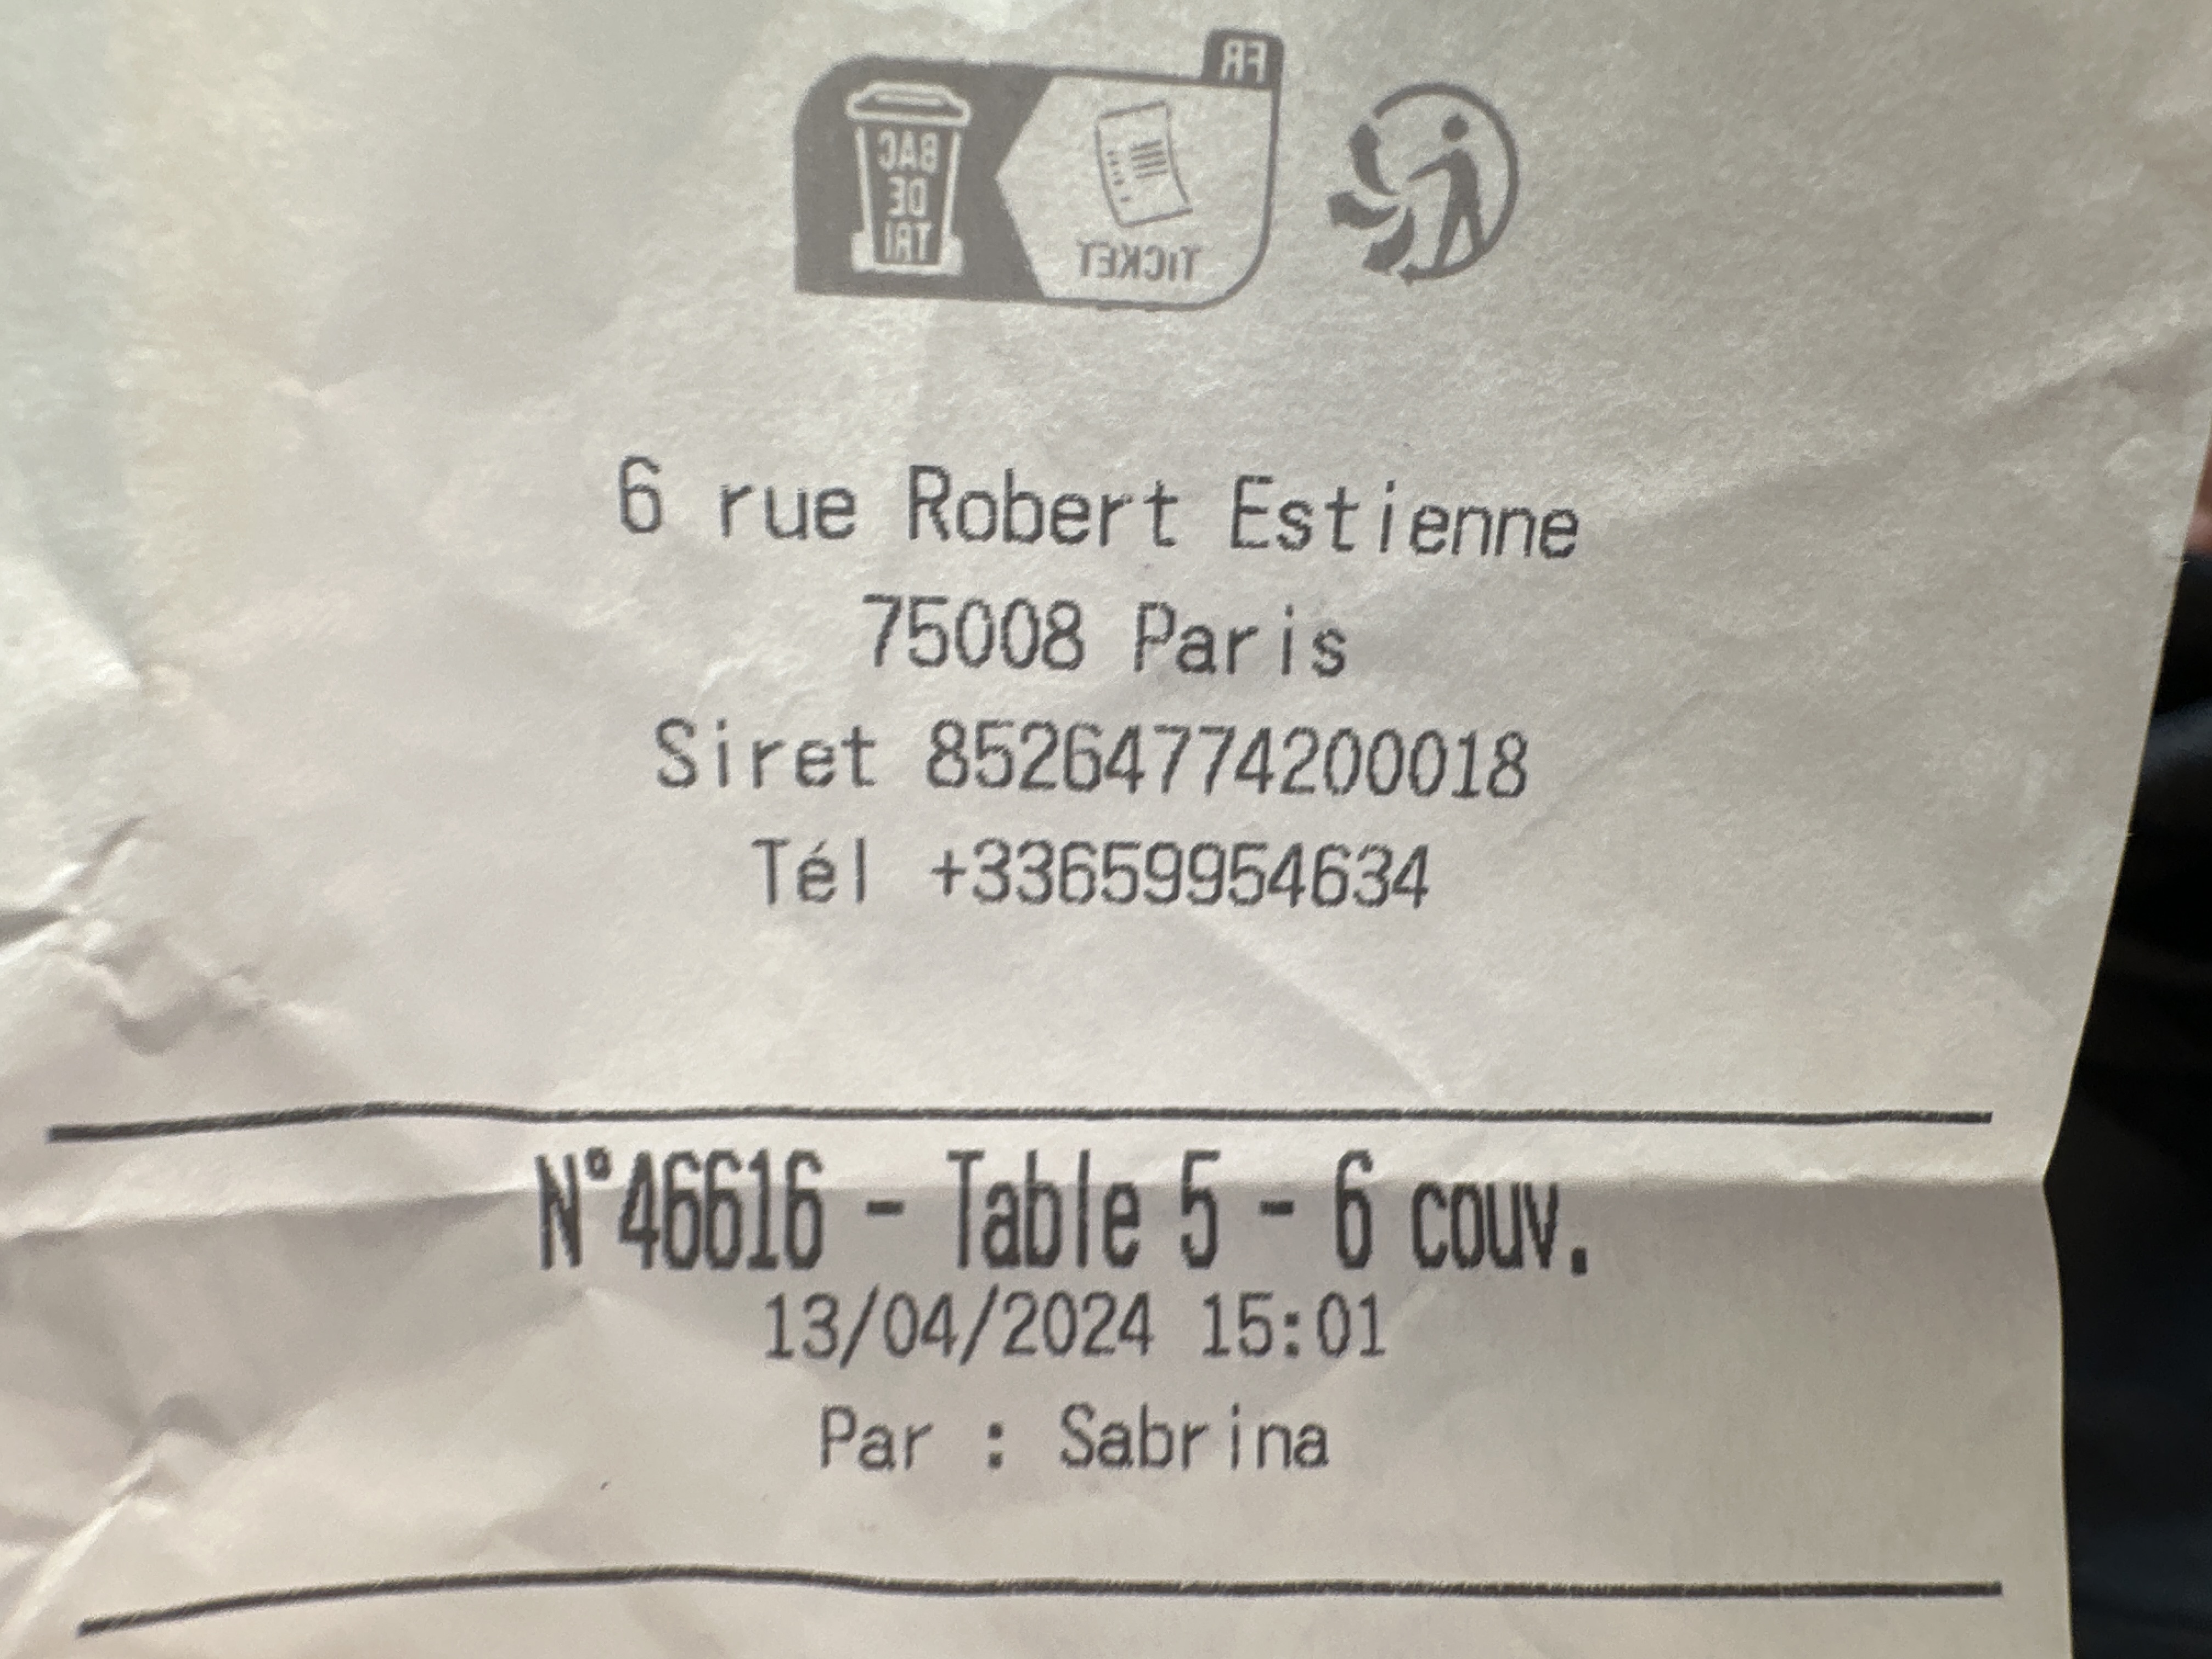 FR
BAC
DE
TRI
TICKET
6 rue Robert Estienne
75008 Paris
Siret 85264774200018
Tél +33659954634
N°46616 - Table 5 - 6 couv.
13/04/2024 15:01
Par : Sabrina